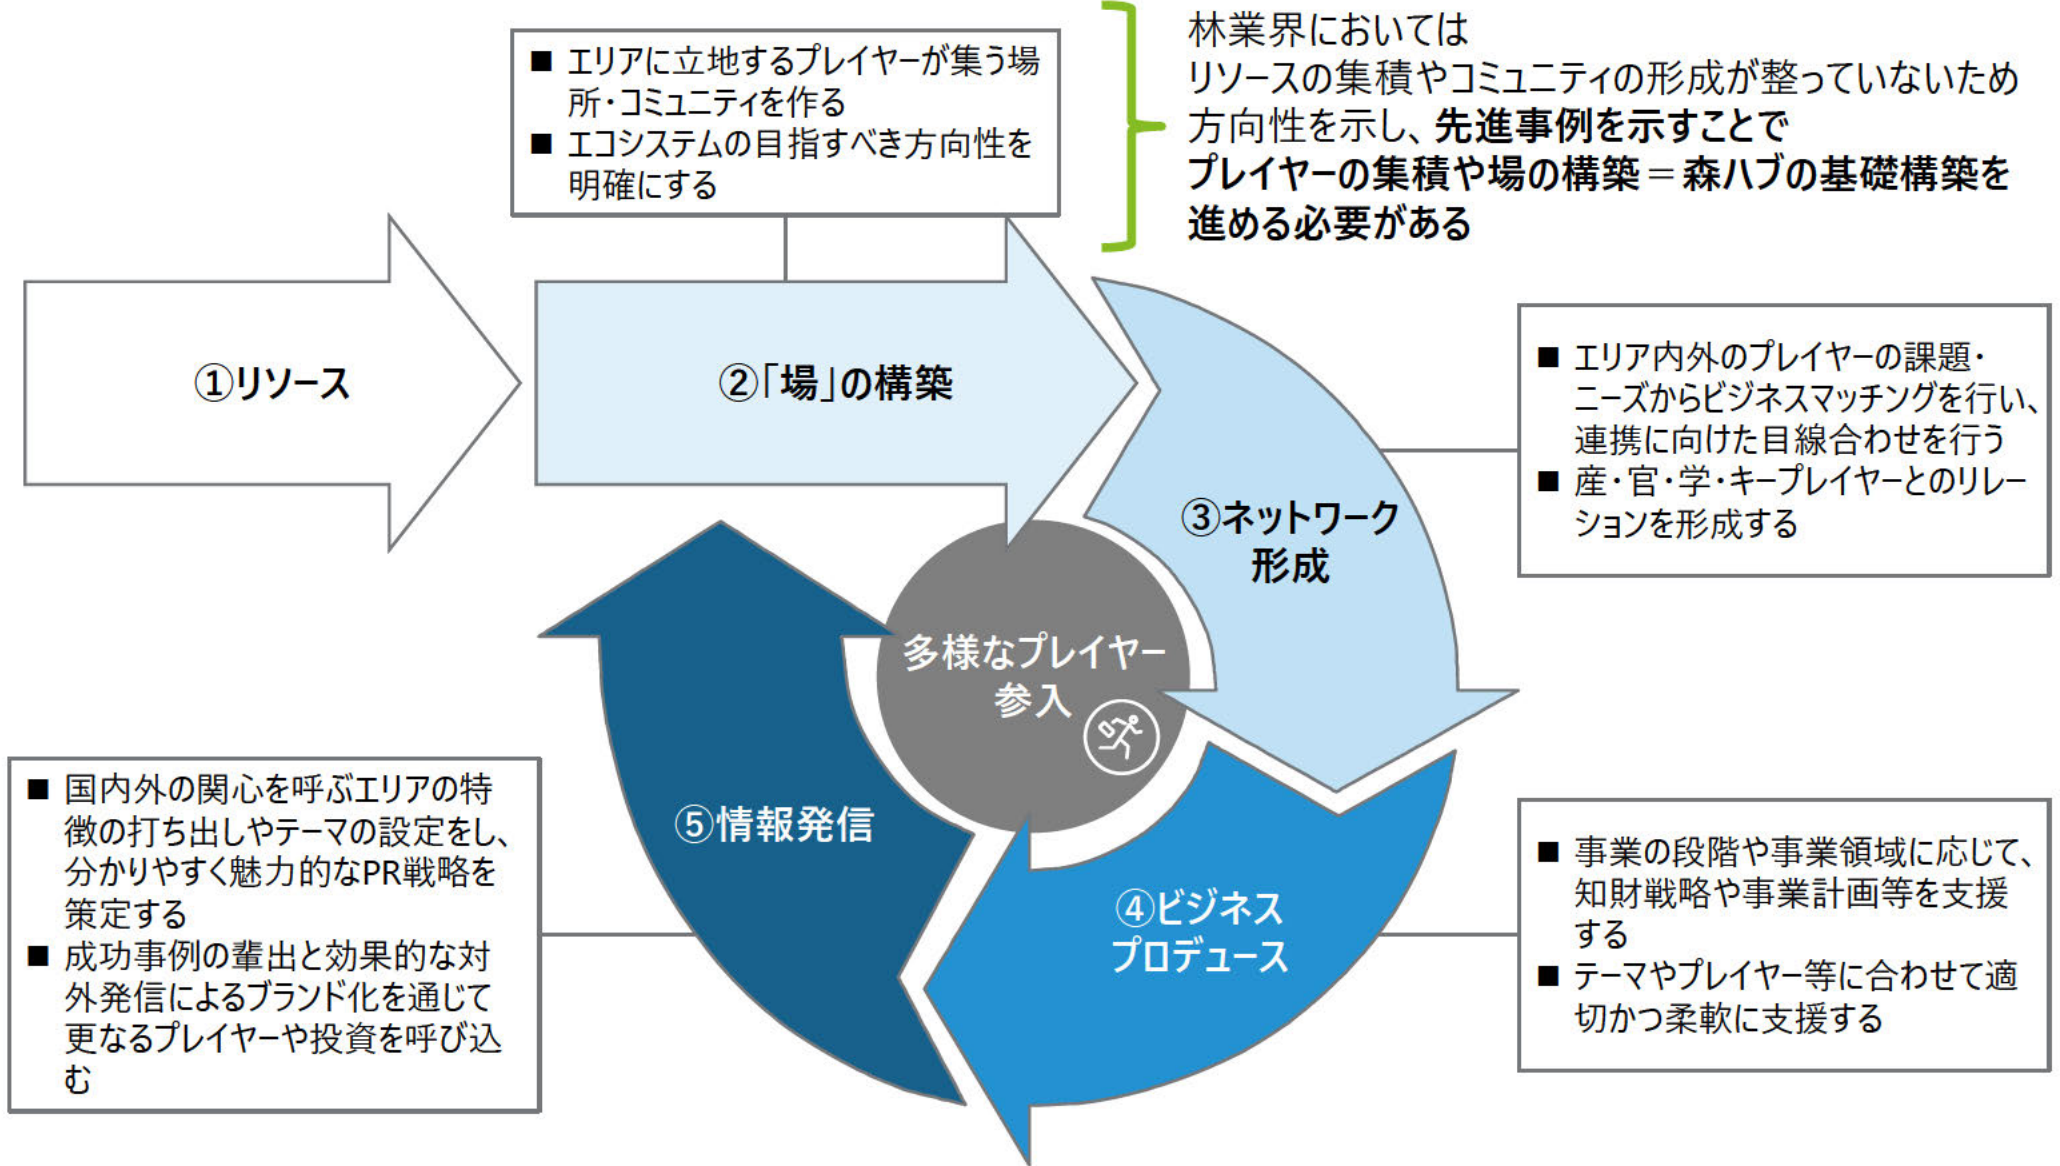 ■ エリアに立地するプレイヤーが集う場
所・コミュニティを作る
■ エコシステムの目指すべき方向性を
明確にする
林業界においては
リソースの集積やコミュニティの形成が整っていないため
方向性を示し、先進事例を示すことで
プレイヤーの集積や場の構築＝森ハブの基礎構築を
進める必要がある
①リソース
②「場」の構築
③ネットワーク
形成
■ エリア内外のプレイヤーの課題・
ニーズからビジネスマッチングを行い、
連携に向けた目線合わせを行う
■ 産・官・学・キープレイヤーとのリレー
ションを形成する
多様なプレイヤー
参入
④ビジネス
プロデュース
■ 事業の段階や事業領域に応じて、
知財戦略や事業計画等を支援
する
■ テーマやプレイヤー等に合わせて適
切かつ柔軟に支援する
⑤情報発信
■ 国内外の関心を呼ぶエリアの特
徴の打ち出しやテーマの設定をし、
分かりやすく魅力的なPR戦略を
策定する
■ 成功事例の輩出と効果的な対
外発信によるブランド化を通じて
更なるプレイヤーや投資を呼び込
む